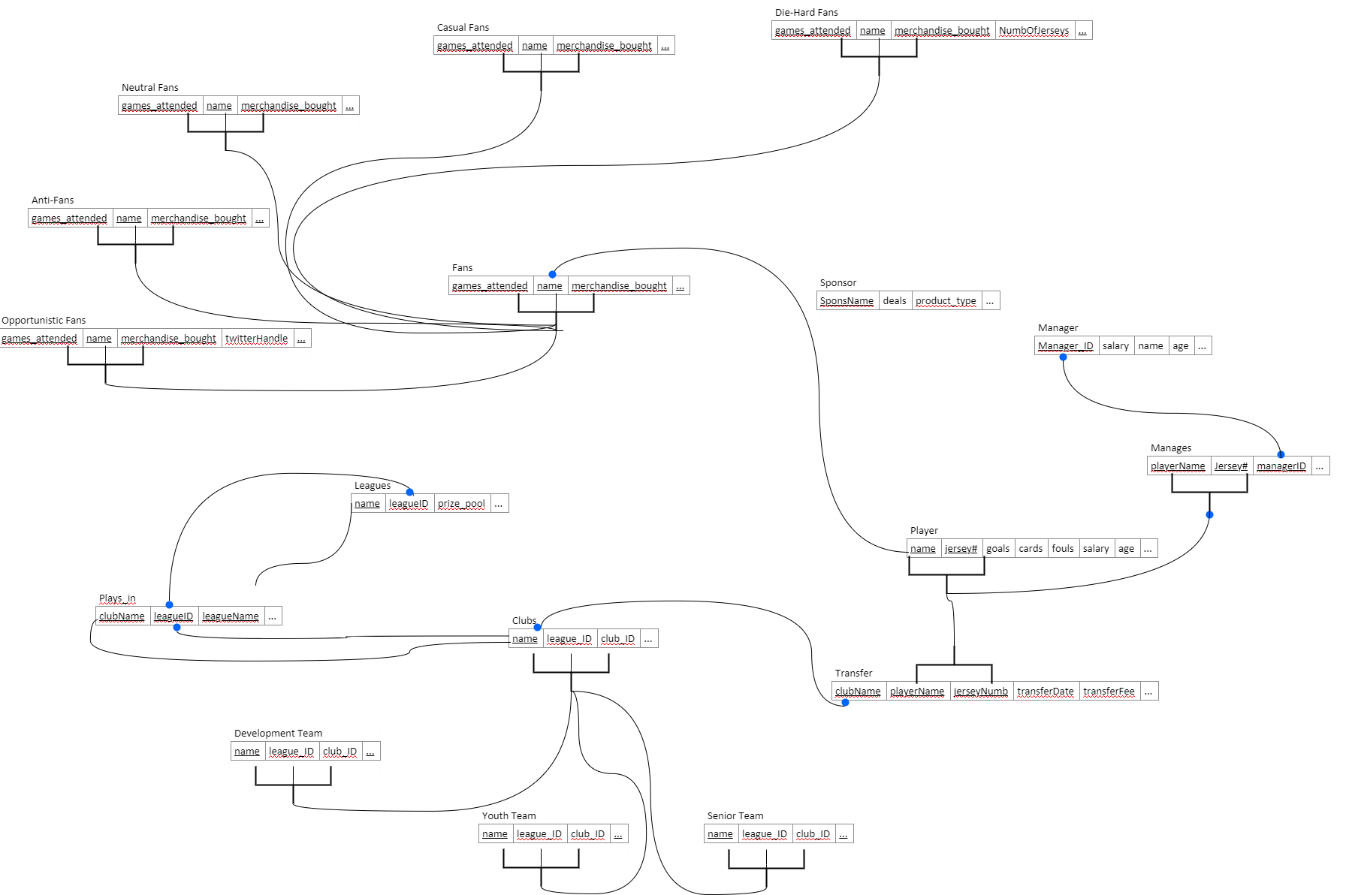 Die-Hard Fans
games_attended name merchandise_bought NumbOfJerseys ...
Casual Fans
games_attended name merchandise_bought ...
Neutral Fans
games_attended name merchandise_bought ...
Anti-Fans
games_attended name merchandise_bought ...
Fans
games_attended name merchandise_bought ...
Sponsor
SponsName deals product_type ...
Opportunistic Fans
games_attended name merchandise_bought twitterHandle ...
Manager
Manager_ID salary name age ...
Manages
playerName Jersey# managerID ...
Leagues
name leagueID prize_pool ...
Player
name jersey# goals cards fouls salary age ...
Plays_in
clubName leagueID leagueName ...
Clubs
name league_ID club_ID ...
Transfer
clubName playerName jerseyNumb transferDate transferFee ...
Development Team
name league_ID club_ID ...
Youth Team
name league_ID club_ID ...
Senior Team
name league_ID club_ID ...